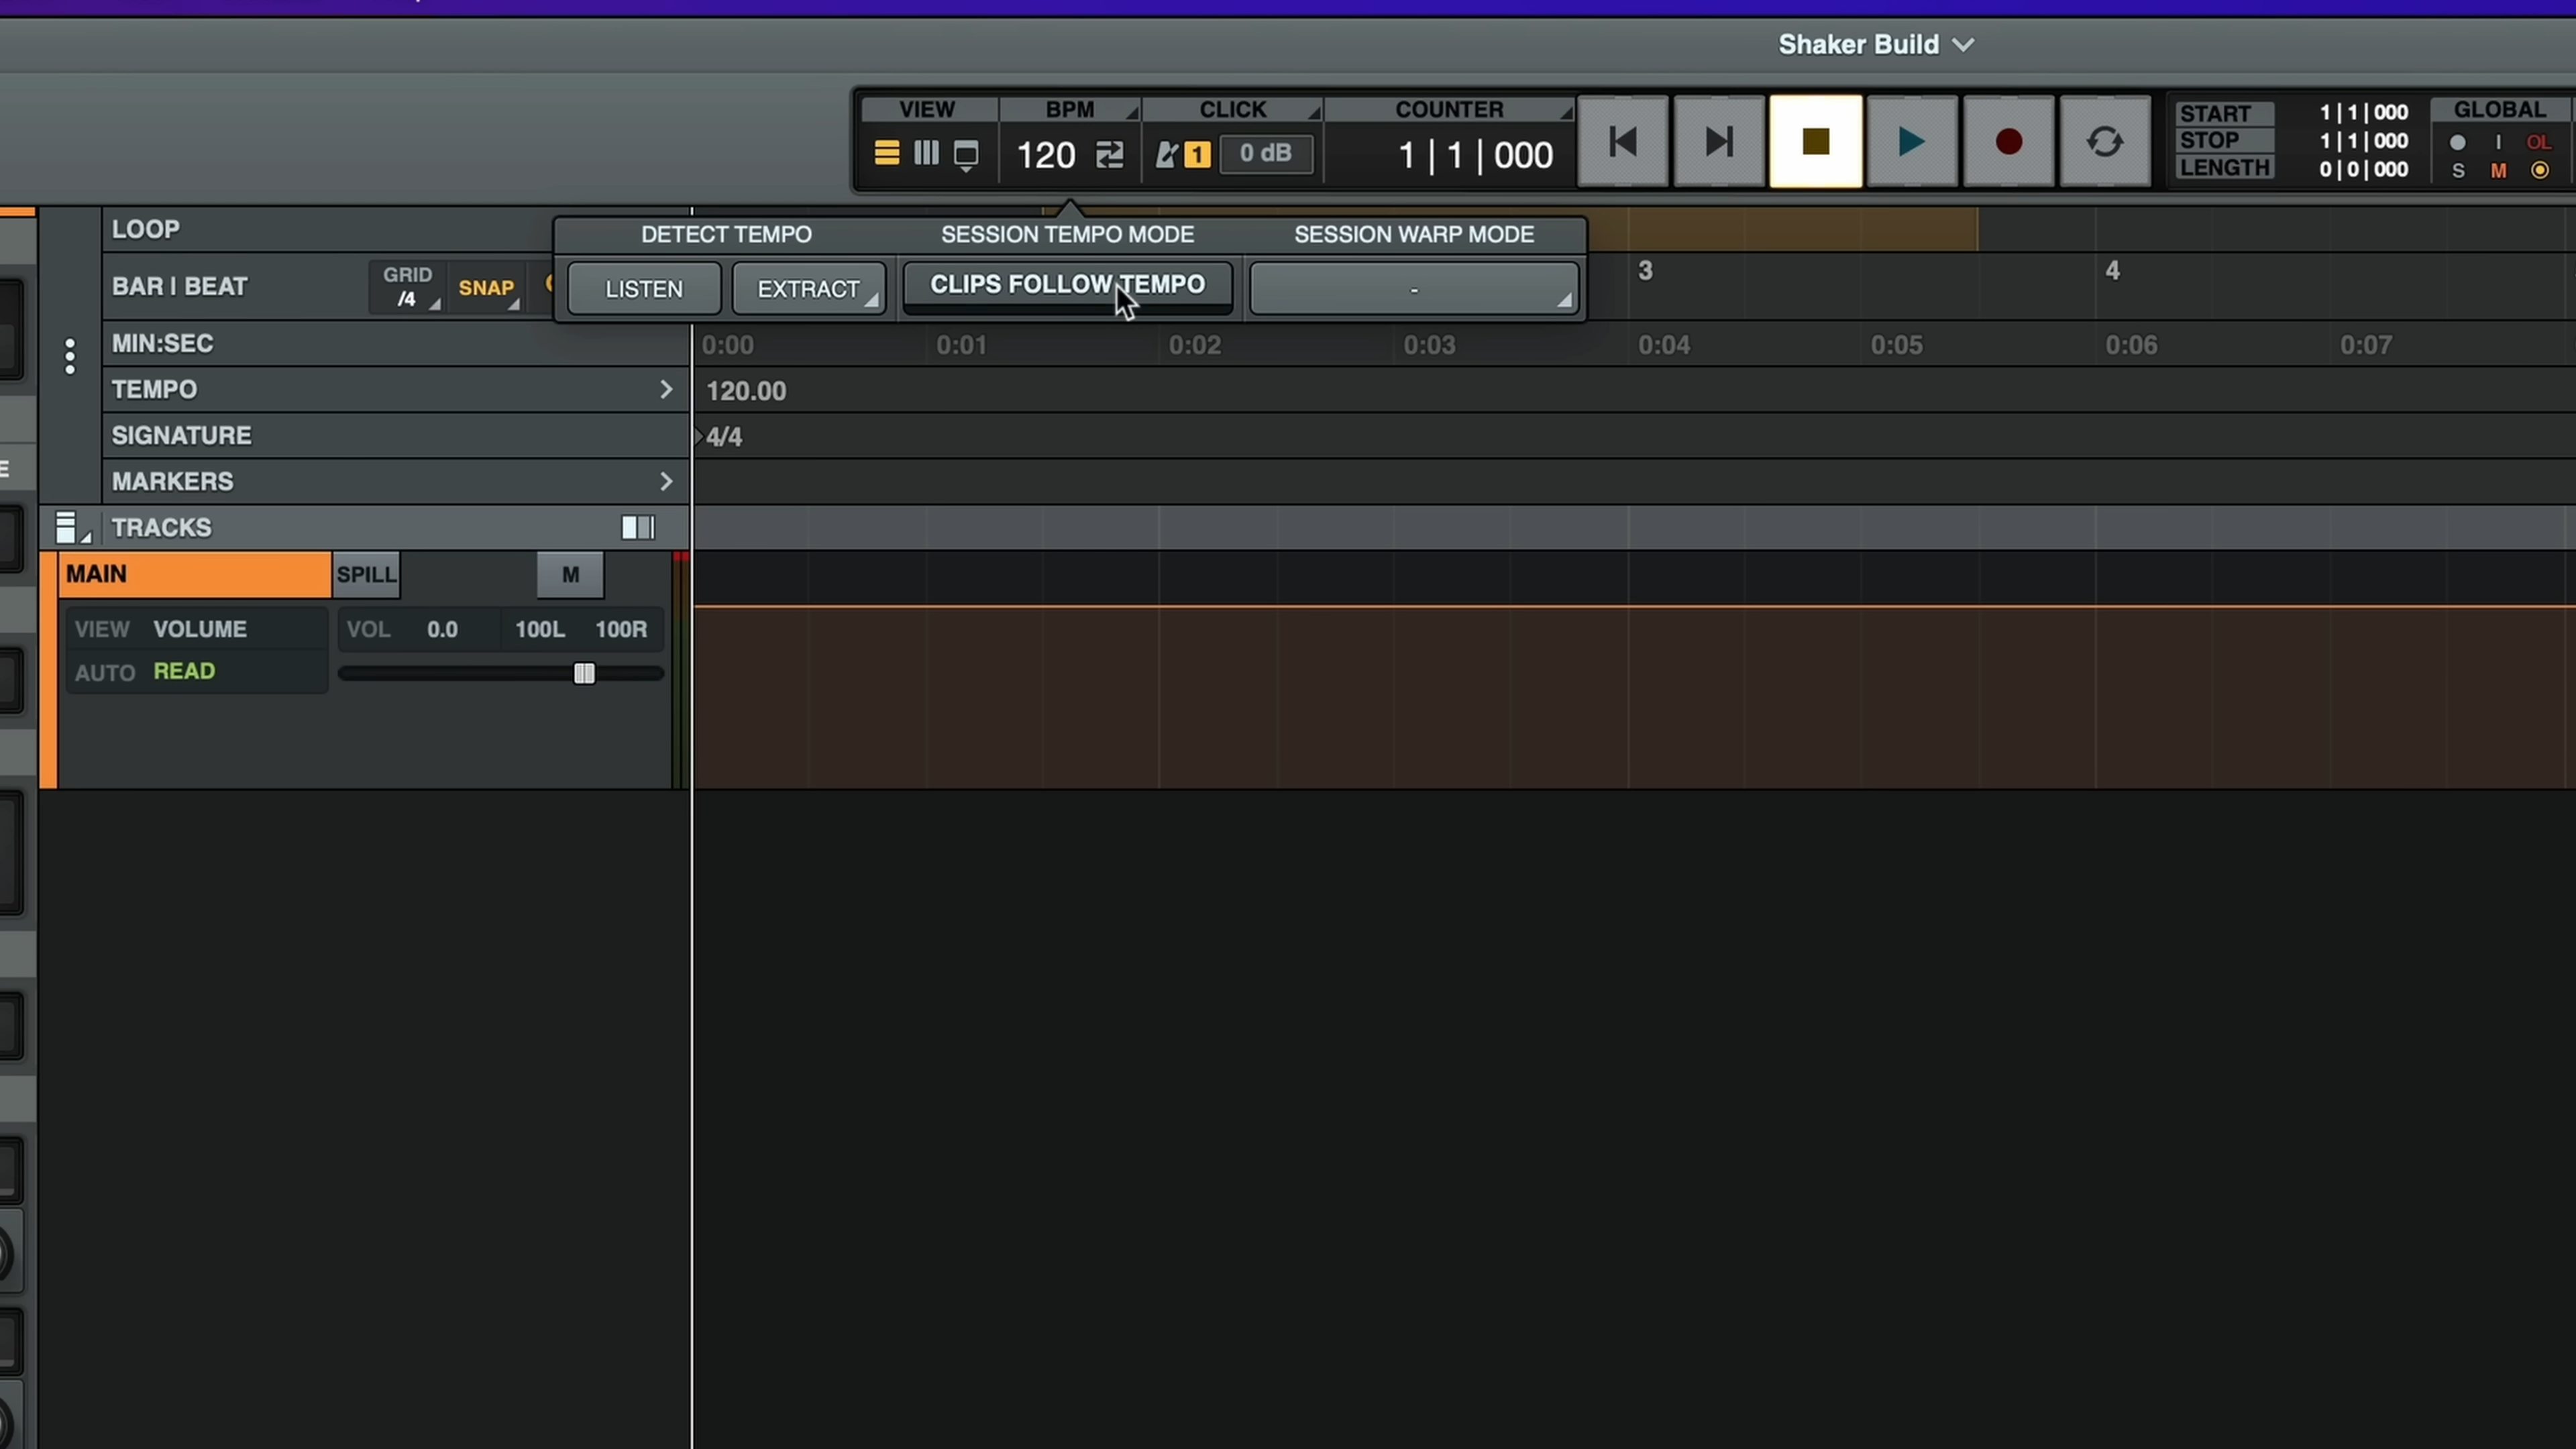 Shaker Build
VIEW BPM CLICK COUNTER
120 1 0 dB 1|1|000
START 1|1|000
STOP 1|1|000
LENGTH 0|0|000
GLOBAL
I OL
S M
DETECT TEMPO SESSION TEMPO MODE SESSION WARP MODE
LISTEN EXTRACT CLIPS FOLLOW TEMPO -
LOOP
BAR | BEAT GRID /4 SNAP 3 4
MIN:SEC 0:00 0:01 0:02 0:03 0:04 0:05 0:06 0:07
TEMPO 120.00
SIGNATURE 4/4
MARKERS
TRACKS
MAIN SPILL M
VIEW VOLUME VOL 0.0 100L 100R
AUTO READ